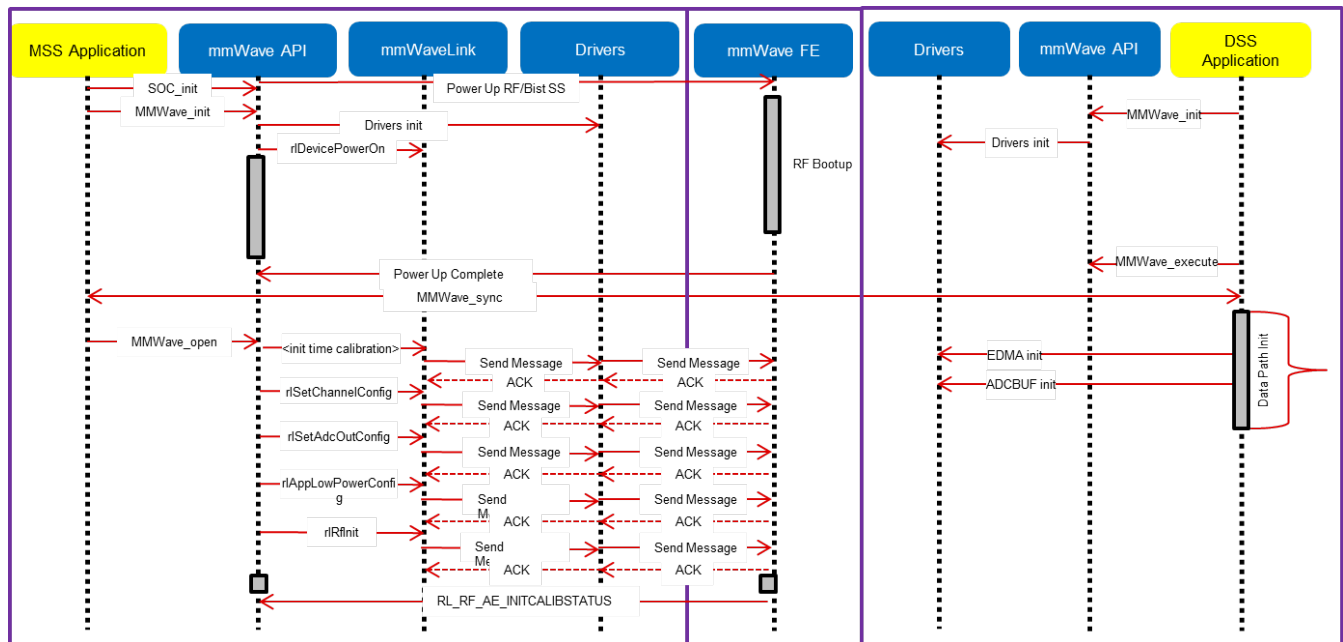 MSS Application
mmWave API
mmWaveLink
Drivers
mmWave FE
Drivers
mmWave API
DSS
Application
SOC_init
Power Up RF/Bist SS
MMWave_init
MMWave_init
Drivers init
Drivers init
rlDevicePowerOn
RF Bootup
MMWave_execute
Power Up Complete
MMWave_sync
MMWave_open
<init time calibration>
Send Message
Send Message
EDMA init
ACK
ACK
ADCBUF init
Data Path Init
rlSetChannelConfig
Send Message
Send Message
ACK
ACK
rlSetAdcOutConfig
Send Message
Send Message
ACK
ACK
rlAppLowPowerConfi
g
Send
Send Message
ACK
ACK
rlRfInit
Send
Send Message
ACK
ACK
RL_RF_AE_INITCALIBSTATUS